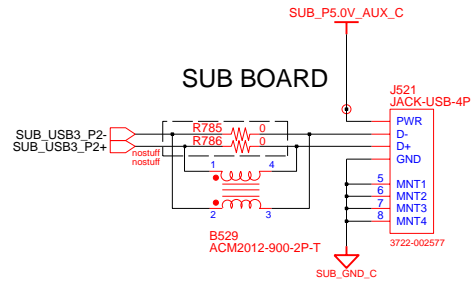 SUB_P5.0V_AUX_C
SUB BOARD
J521
JACK-USB-4P
R785 0
R786 0
SUB_USB3_P2-
SUB_USB3_P2+
nostuff
nostuff
PWR
D-
D+
GND
1 4
2 3
5 MNT1
6 MNT2
7 MNT3
8 MNT4
B529
ACM2012-900-2P-T
3722-002577
SUB_GND_C